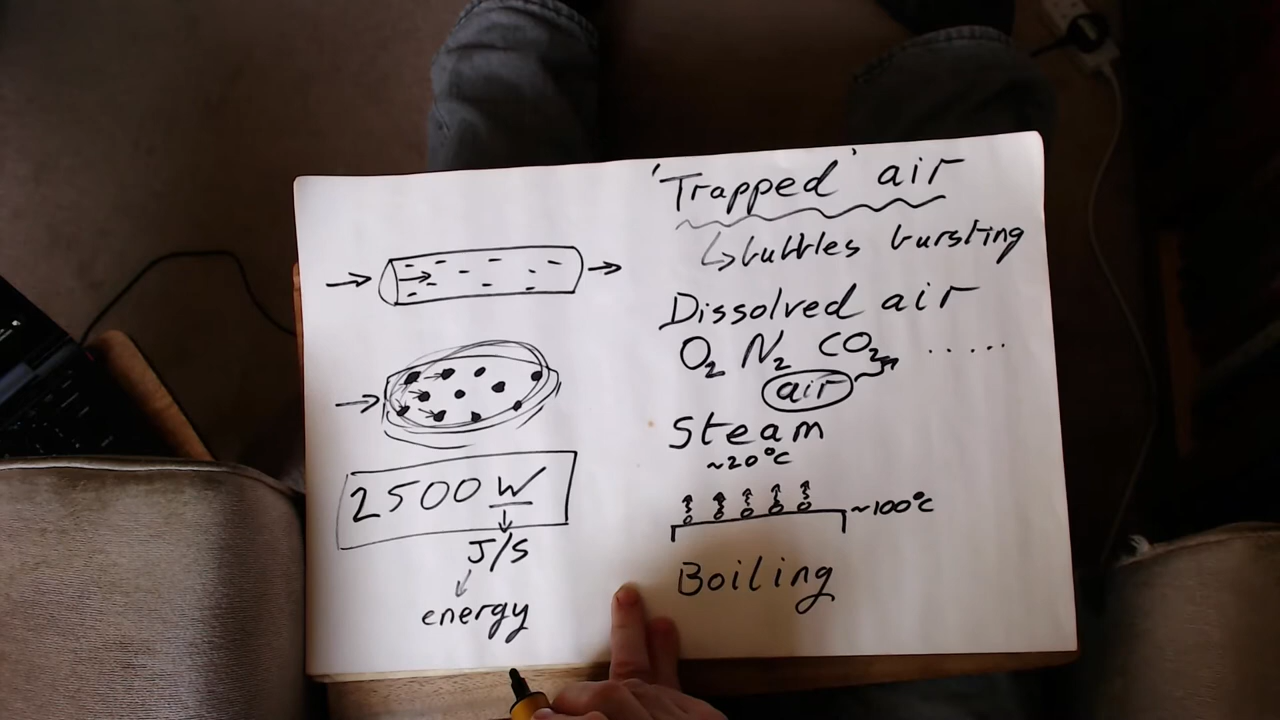 2500 W
J/S
energy
'Trapped' air
↳bubbles bursting
Dissolved air
O₂ N₂ CO₂ ......
air
Steam
~20°C
~100°C
Boiling